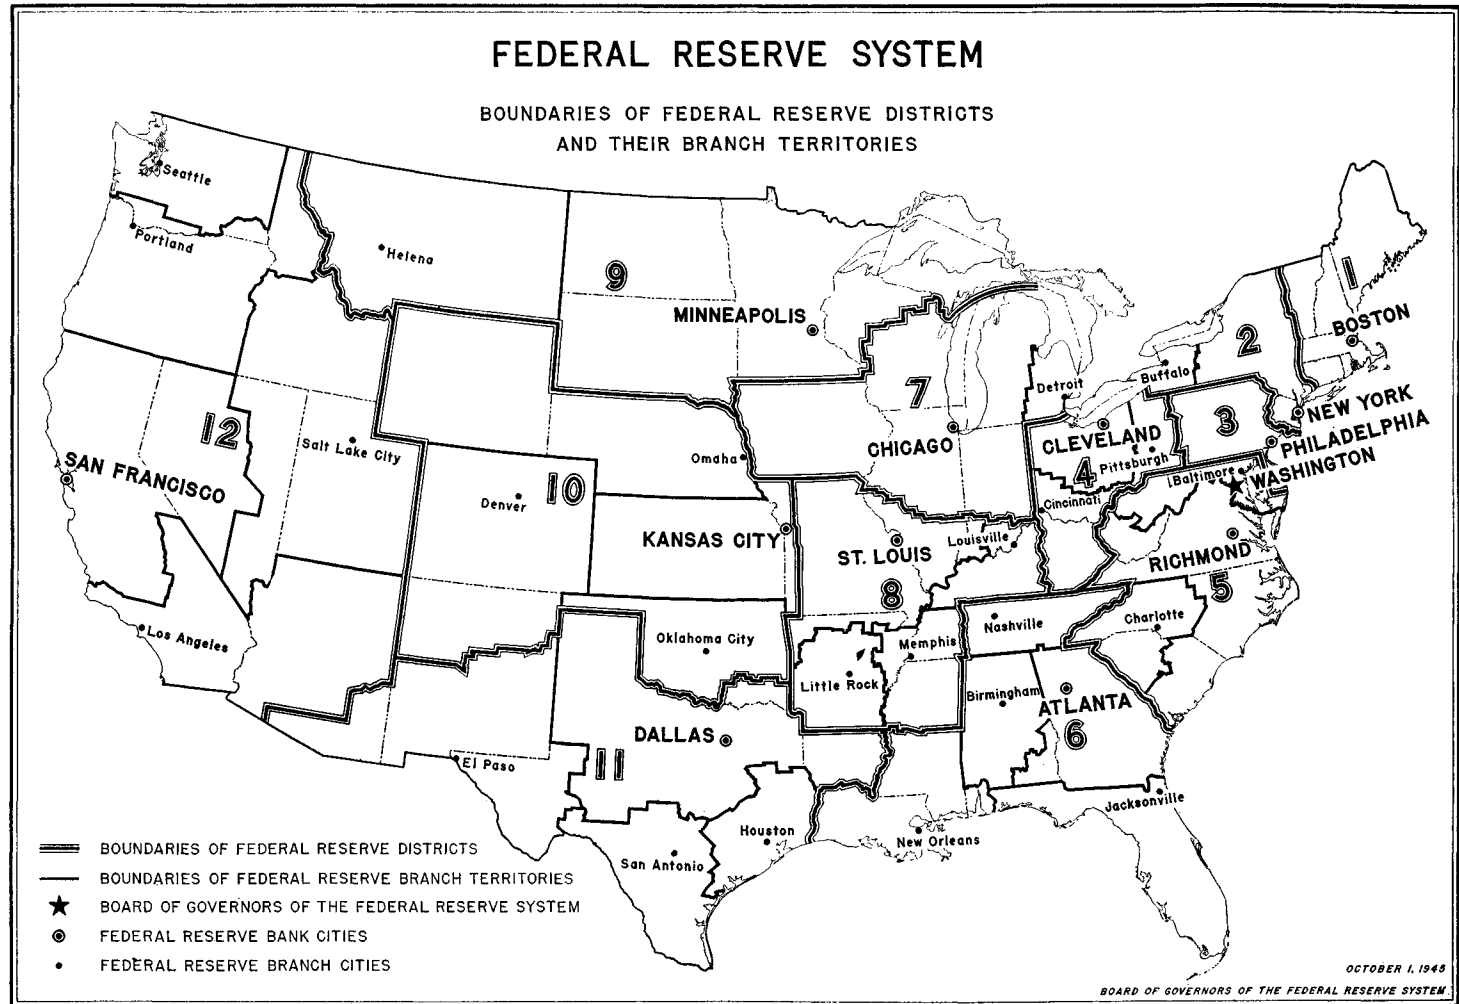 FEDERAL RESERVE SYSTEM
BOUNDARIES OF FEDERAL RESERVE DISTRICTS
AND THEIR BRANCH TERRITORIES
Seattle
Portland
Helena
9
MINNEAPOLIS
1
BOSTON
2
Buffalo
Detroit
7
CHICAGO
NEW YORK
3
PHILADELPHIA
CLEVELAND
4
Pittsburgh
WASHINGTON
Baltimore
Cincinnati
12
Salt Lake City
SAN FRANCISCO
Omaha
Denver
10
KANSAS CITY
ST. LOUIS
8
Louisville
RICHMOND
5
Los Angeles
Oklahoma City
Memphis
Nashville
Charlotte
Little Rock
Birmingham
ATLANTA
6
DALLAS
11
El Paso
Jacksonville
Houston
New Orleans
San Antonio
BOUNDARIES OF FEDERAL RESERVE DISTRICTS
BOUNDARIES OF FEDERAL RESERVE BRANCH TERRITORIES
BOARD OF GOVERNORS OF THE FEDERAL RESERVE SYSTEM
FEDERAL RESERVE BANK CITIES
FEDERAL RESERVE BRANCH CITIES
OCTOBER 1, 1945
BOARD OF GOVERNORS OF THE FEDERAL RESERVE SYSTEM